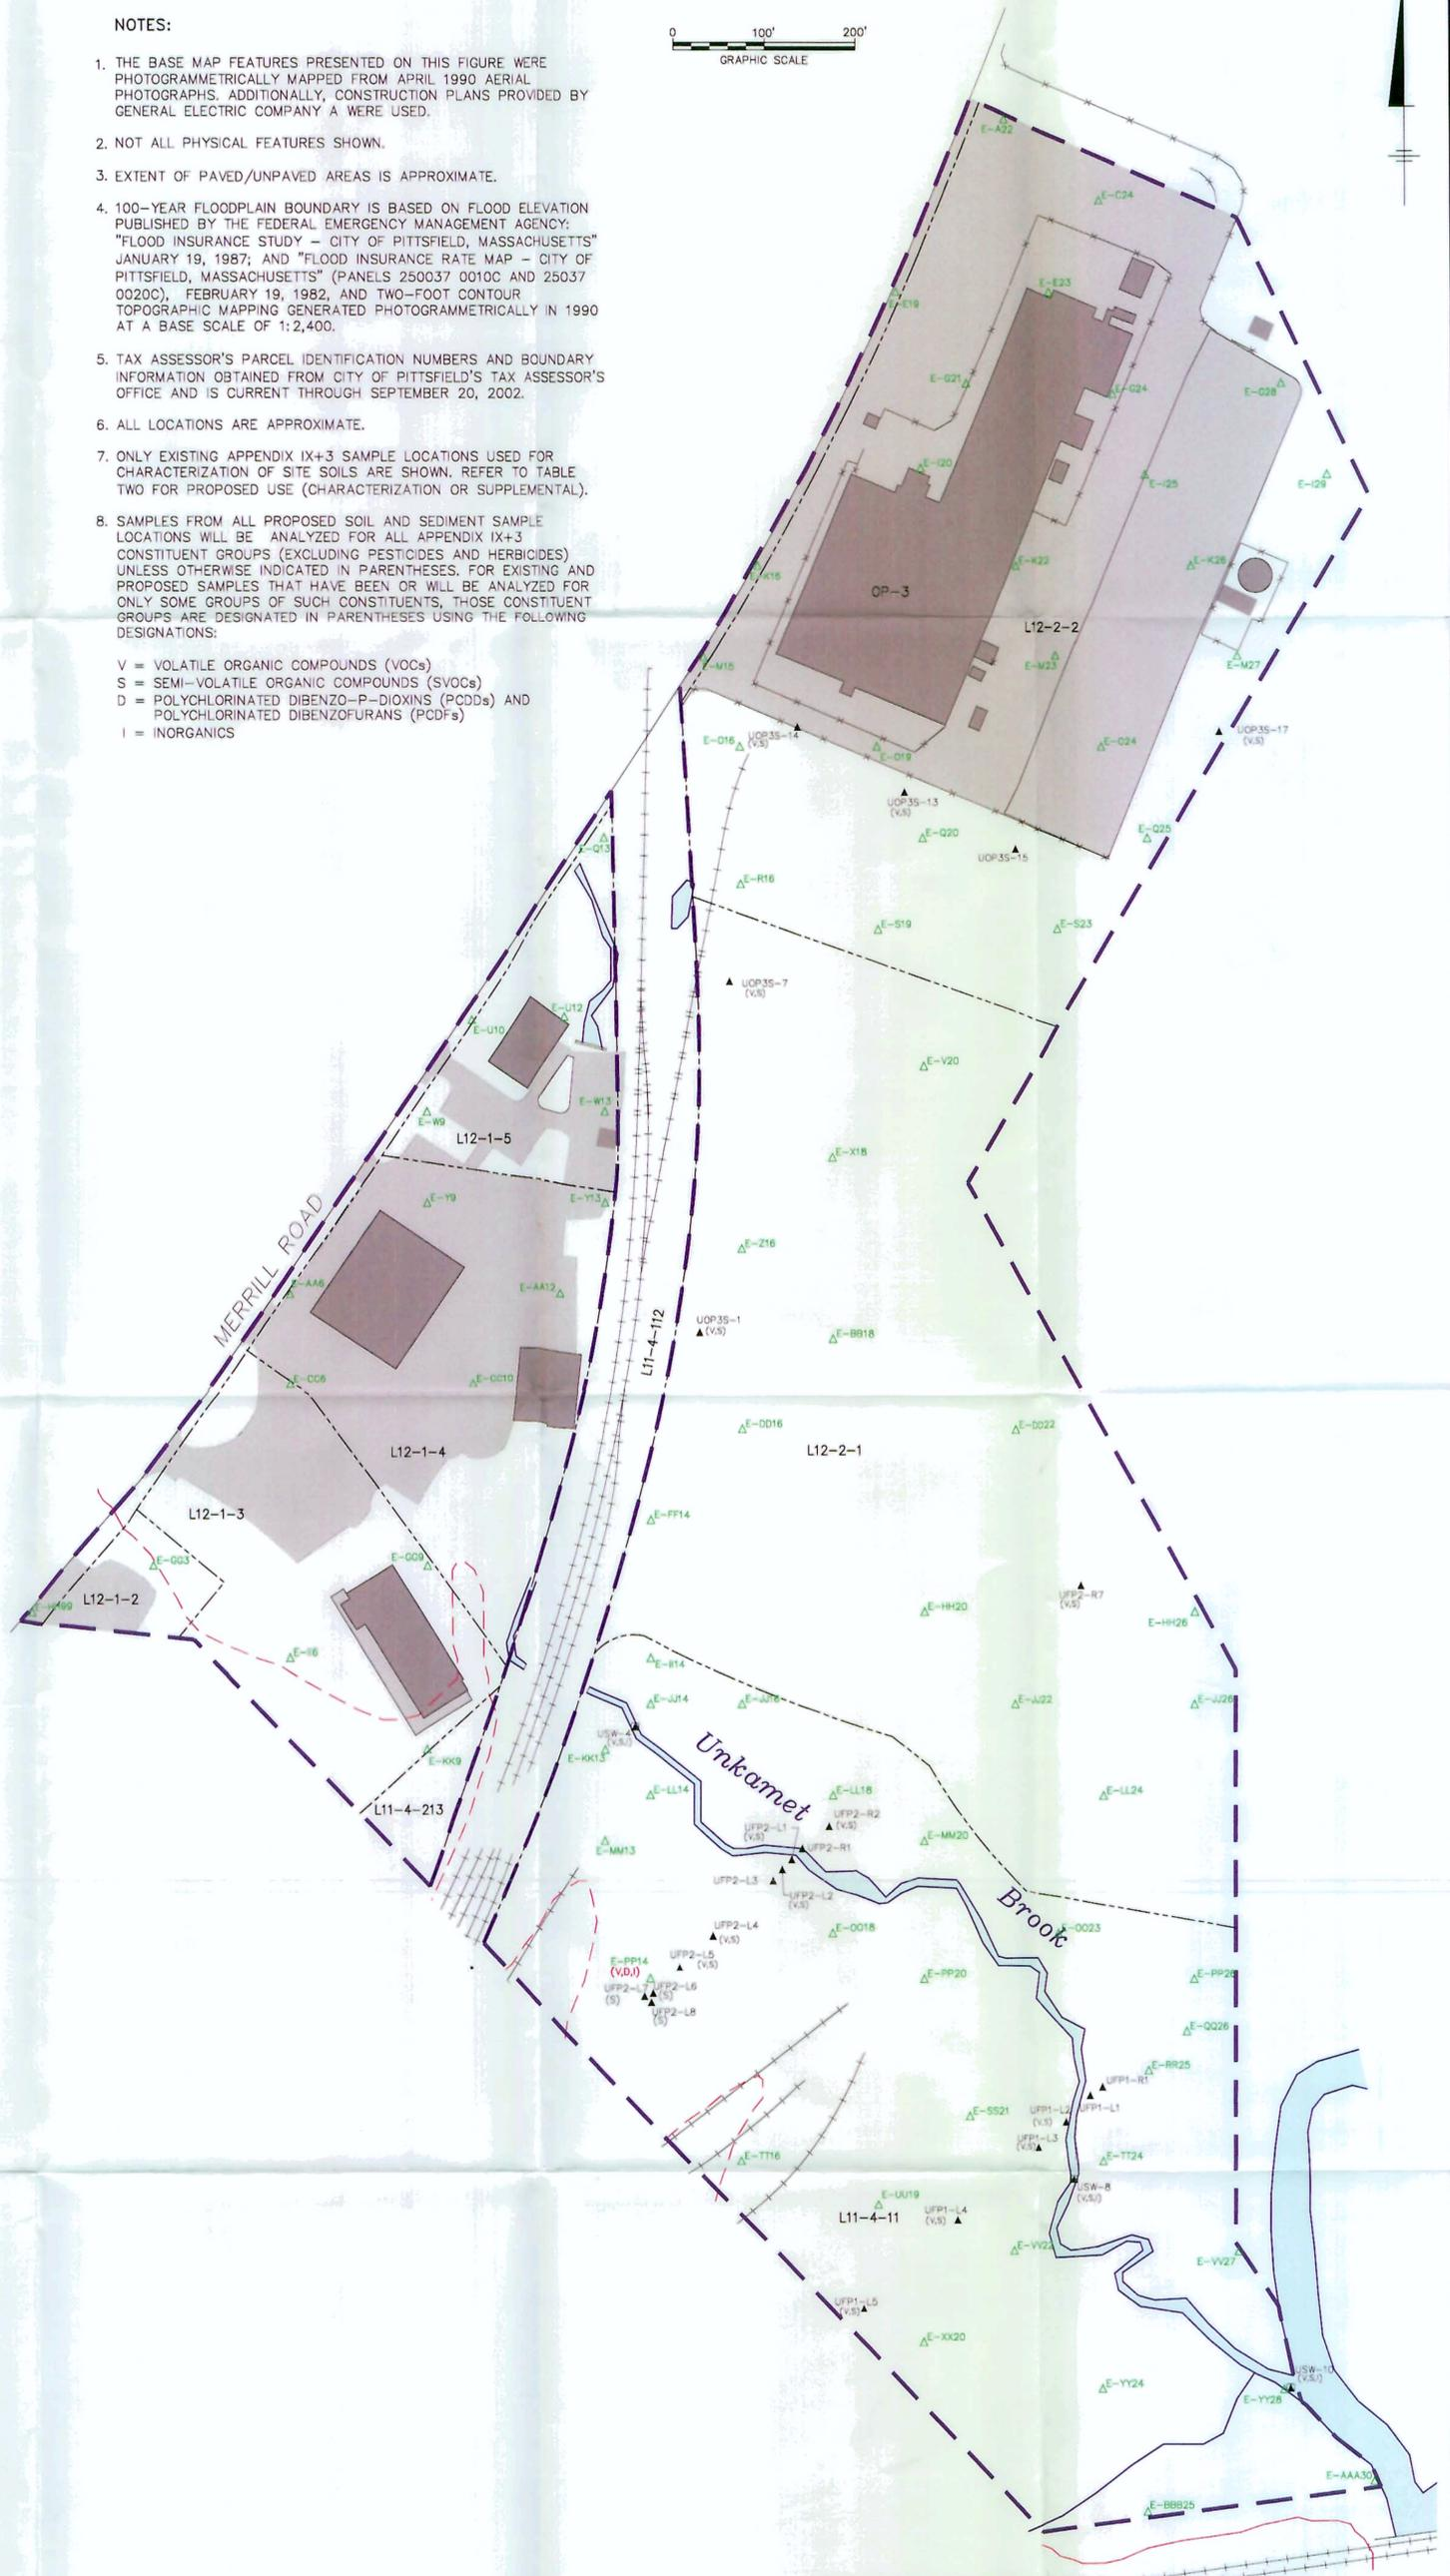 NOTES:
1. THE BASE MAP FEATURES PRESENTED ON THIS FIGURE WERE
PHOTOGRAMMETRICALLY MAPPED FROM APRIL 1990 AERIAL
PHOTOGRAPHS. ADDITIONALLY, CONSTRUCTION PLANS PROVIDED BY
GENERAL ELECTRIC COMPANY A WERE USED.
2. NOT ALL PHYSICAL FEATURES SHOWN.
3. EXTENT OF PAVED/UNPAVED AREAS IS APPROXIMATE.
4. 100-YEAR FLOODPLAIN BOUNDARY IS BASED ON FLOOD ELEVATION
PUBLISHED BY THE FEDERAL EMERGENCY MANAGEMENT AGENCY:
"FLOOD INSURANCE STUDY - CITY OF PITTSFIELD, MASSACHUSETTS"
JANUARY 19, 1987; AND "FLOOD INSURANCE RATE MAP - CITY OF
PITTSFIELD, MASSACHUSETTS" (PANELS 250037 0010C AND 25037
0020C), FEBRUARY 19, 1982, AND TWO-FOOT CONTOUR
TOPOGRAPHIC MAPPING GENERATED PHOTOGRAMMETRICALLY IN 1990
AT A BASE SCALE OF 1:2,400.
5. TAX ASSESSOR'S PARCEL IDENTIFICATION NUMBERS AND BOUNDARY
INFORMATION OBTAINED FROM CITY OF PITTSFIELD'S TAX ASSESSOR'S
OFFICE AND IS CURRENT THROUGH SEPTEMBER 20, 2002.
6. ALL LOCATIONS ARE APPROXIMATE.
7. ONLY EXISTING APPENDIX IX+3 SAMPLE LOCATIONS USED FOR
CHARACTERIZATION OF SITE SOILS ARE SHOWN. REFER TO TABLE
TWO FOR PROPOSED USE (CHARACTERIZATION OR SUPPLEMENTAL).
8. SAMPLES FROM ALL PROPOSED SOIL AND SEDIMENT SAMPLE
LOCATIONS WILL BE ANALYZED FOR ALL APPENDIX IX+3
CONSTITUENT GROUPS (EXCLUDING PESTICIDES AND HERBICIDES)
UNLESS OTHERWISE INDICATED IN PARENTHESES. FOR EXISTING AND
PROPOSED SAMPLES THAT HAVE BEEN OR WILL BE ANALYZED FOR
ONLY SOME GROUPS OF SUCH CONSTITUENTS, THOSE CONSTITUENT
GROUPS ARE DESIGNATED IN PARENTHESES USING THE FOLLOWING
DESIGNATIONS:
V = VOLATILE ORGANIC COMPOUNDS (VOCs)
S = SEMI-VOLATILE ORGANIC COMPOUNDS (SVOCs)
D = POLYCHLORINATED DIBENZO-P-DIOXINS (PCDDs) AND
POLYCHLORINATED DIBENZOFURANS (PCDFs)
I = INORGANICS
0 100' 200'
GRAPHIC SCALE
E-A22
E-C24
E-E23
E-E19
E-G21
E-G24
E-G28
E-I20
E-I25
E-I29
E-K16
E-K22
E-K26
OP-3
L12-2-2
E-M15
E-M23
E-M27
E-O16
UOP3S-14
(V,S)
E-O19
E-O24
UOP3S-17
(V,S)
UOP3S-13
(V,S)
E-Q13
E-Q20
E-Q25
UOP3S-15
E-R16
E-S19
E-S23
UOP3S-7
(V,S)
E-U10
E-U12
E-V20
E-W9
E-W13
L12-1-5
E-X18
E-Y9
E-Y13
MERRILL ROAD
E-Z16
E-AA6
E-AA12
UOP3S-1
(V,S)
L11-4-112
E-BB18
E-CC6
E-CC10
E-DD16
E-DD22
L12-1-4
L12-2-1
L12-1-3
E-FF14
E-GG3
E-GG9
L12-1-2
UFP2-R7
(V,S)
E-HH99
E-HH20
E-HH26
E-II6
E-II14
E-JJ14
E-JJ16
E-JJ22
E-JJ26
USW-4
(V,S,I)
Unkamet
E-KK9
E-KK13
E-LL14
E-LL18
E-LL24
L11-4-213
UFP2-R2
(V,S)
UFP2-L1
(V,S)
E-MM13
E-MM20
UFP2-R1
UFP2-L3
UFP2-L2
(V,S)
Brook
UFP2-L4
(V,S)
E-OO18
E-OO23
E-PP14
(V,D,I)
UFP2-L5
(V,S)
E-PP20
E-PP26
UFP2-L7
(S)
UFP2-L6
(S)
UFP2-L8
(S)
E-QQ26
E-RR25
UFP1-R1
UFP1-L1
UFP1-L2
(V,S)
E-SS21
UFP1-L3
(V,S)
E-TT16
E-TT24
USW-8
(V,S,I)
E-UU19
L11-4-11
UFP1-L4
(V,S)
E-VV22
E-VV27
UFP1-L5
(V,S)
E-XX20
USW-10
(V,S,I)
E-YY24
E-YY28
E-AAA30
E-BBB25